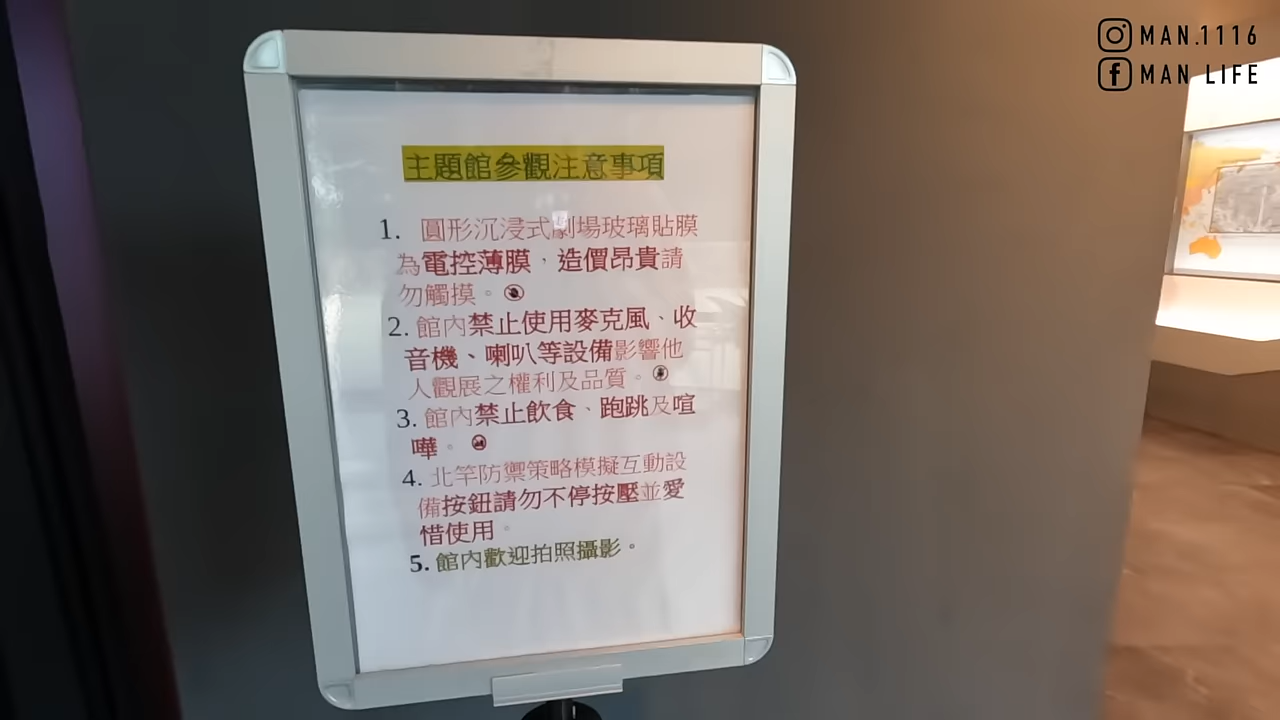 MAN.1116
MAN LIFE
主題館參觀注意事項
1. 圓形沉浸式劇場玻璃貼膜
為電控薄膜，造價昂貴請
勿觸摸。
2. 館內禁止使用麥克風、收
音機、喇叭等設備影響他
人觀展之權利及品質。
3. 館內禁止飲食、跑跳及喧
嘩。
4. 北竿防禦策略模擬互動設
備按鈕請勿不停按壓並愛
惜使用。
5. 館內歡迎拍照攝影。